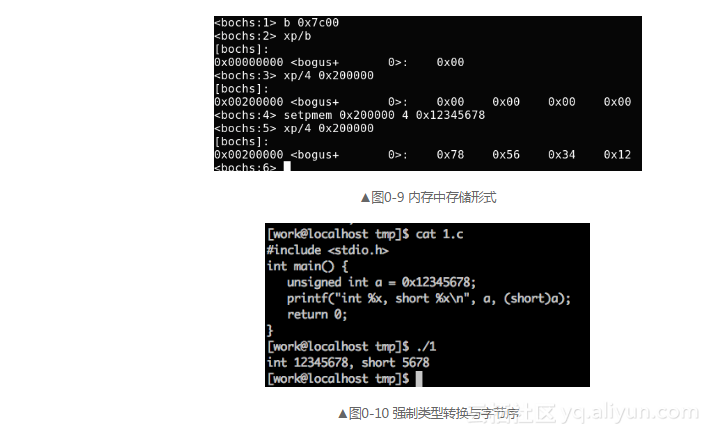 <bochs:1> b 0x7c00
<bochs:2> xp/b
[bochs]:
0x00000000 <bogus+       0>:    0x00
<bochs:3> xp/4 0x200000
[bochs]:
0x00200000 <bogus+       0>:    0x00    0x00    0x00    0x00
<bochs:4> setpmem 0x200000 4 0x12345678
<bochs:5> xp/4 0x200000
[bochs]:
0x00200000 <bogus+       0>:    0x78    0x56    0x34    0x12
<bochs:6>
▲图0-9 内存中存储形式
[work@localhost tmp]$ cat 1.c
#include <stdio.h>
int main() {
   unsigned int a = 0x12345678;
   printf("int %x, short %x\n", a, (short)a);
   return 0;
}
[work@localhost tmp]$ ./1
int 12345678, short 5678
[work@localhost tmp]$
▲图0-10 强制类型转换与字节序
社区 yq.aliyun.com